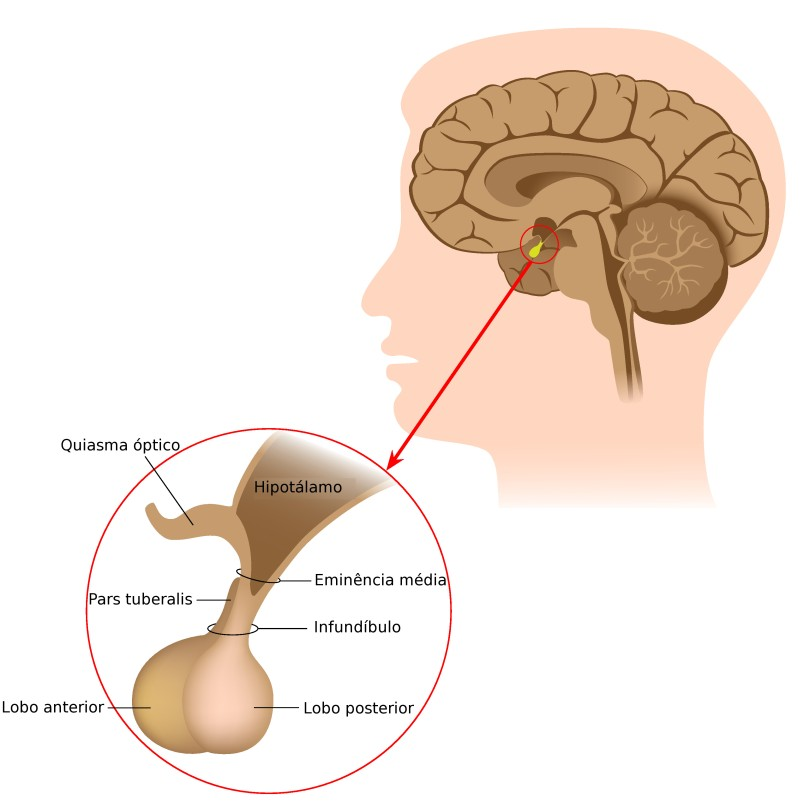 Quiasma óptico
Hipotálamo
Eminência média
Pars tuberalis
Infundíbulo
Lobo anterior
Lobo posterior